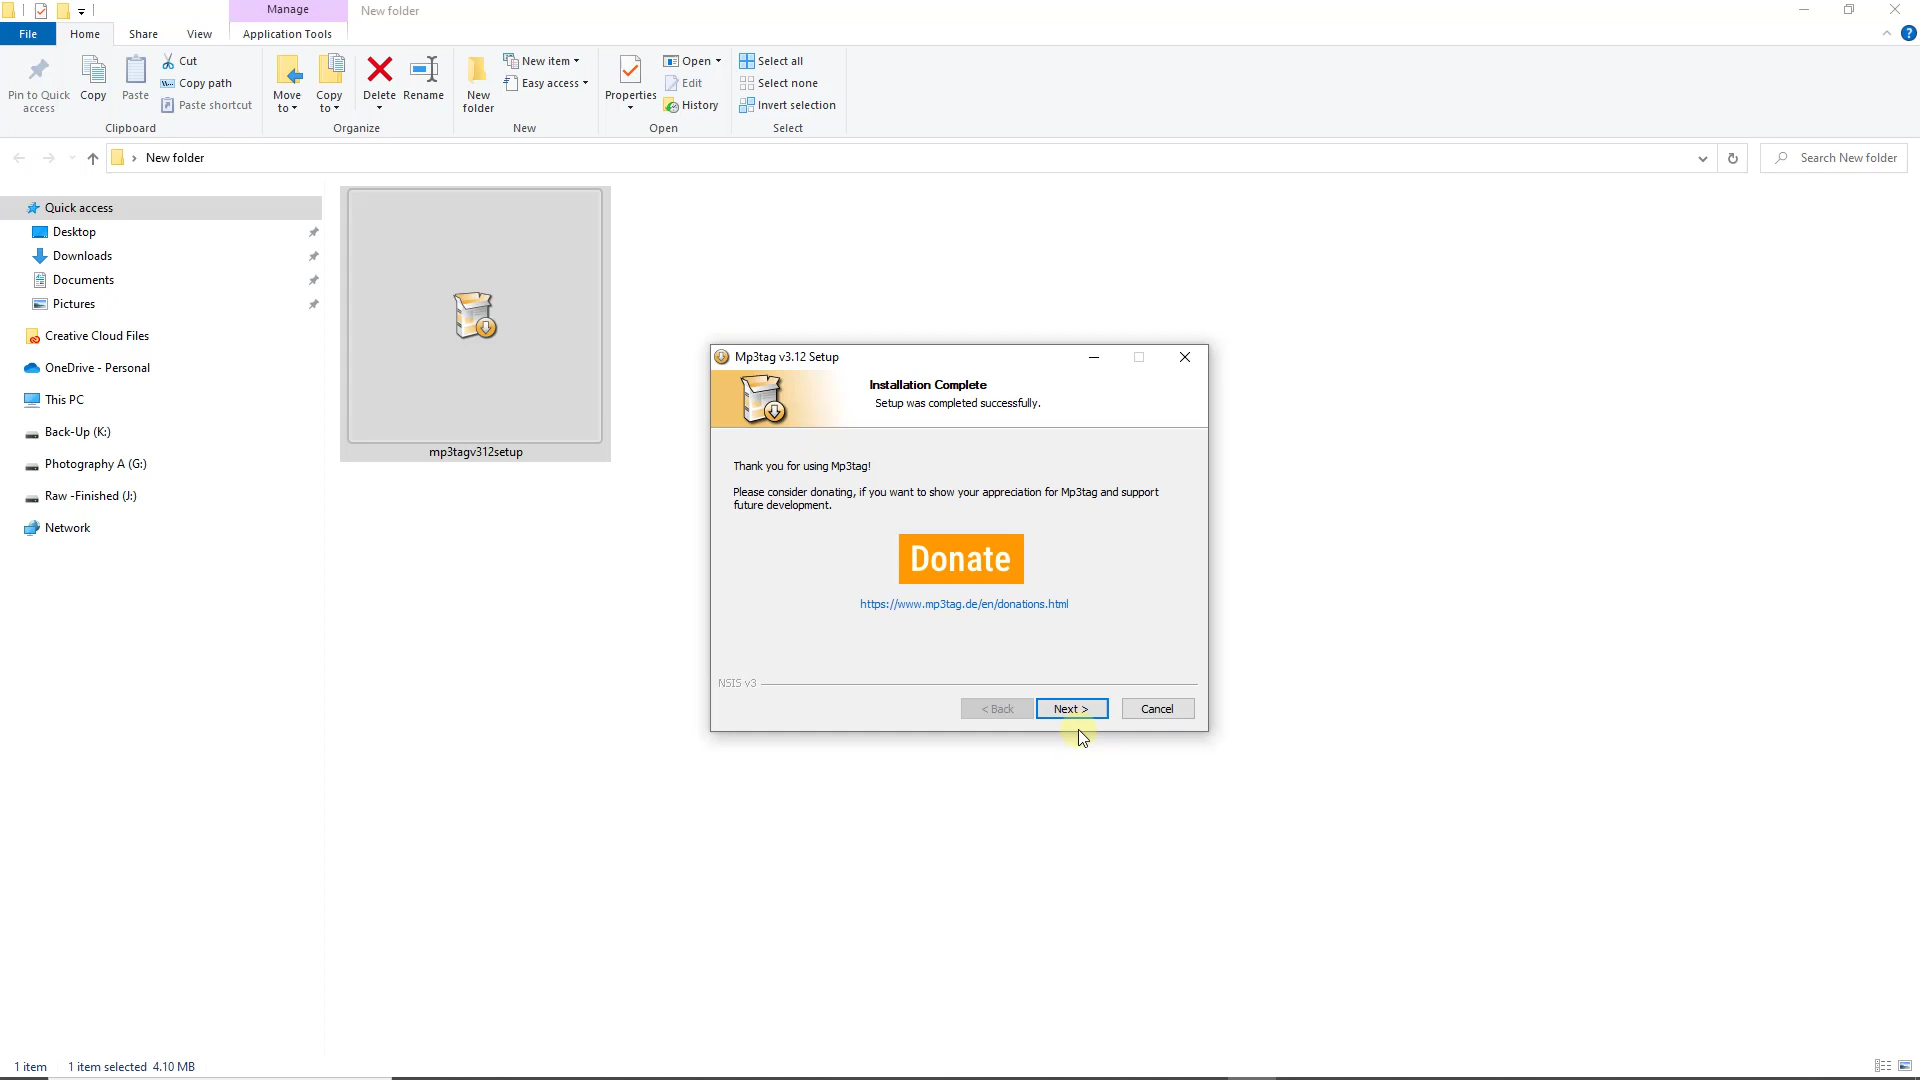 Manage
New folder
File
Home
Share
View
Application Tools
Pin to Quick
access
Copy
Paste
Cut
Copy path
Paste shortcut
Clipboard
Move
to
Copy
to
Delete
Rename
Organize
New
folder
New item
Easy access
New
Properties
Open
Edit
History
Open
Select all
Select none
Invert selection
Select
New folder
Search New folder
Quick access
Desktop
Downloads
Documents
Pictures
Creative Cloud Files
OneDrive - Personal
This PC
Back-Up (K:)
Photography A (G:)
Raw -Finished (J:)
Network
mp3tagv312setup
Mp3tag v3.12 Setup
Installation Complete
Setup was completed successfully.
Thank you for using Mp3tag!
Please consider donating, if you want to show your appreciation for Mp3tag and support
future development.
Donate
https://www.mp3tag.de/en/donations.html
NSIS v3
< Back
Next >
Cancel
1 item
1 item selected 4.10 MB